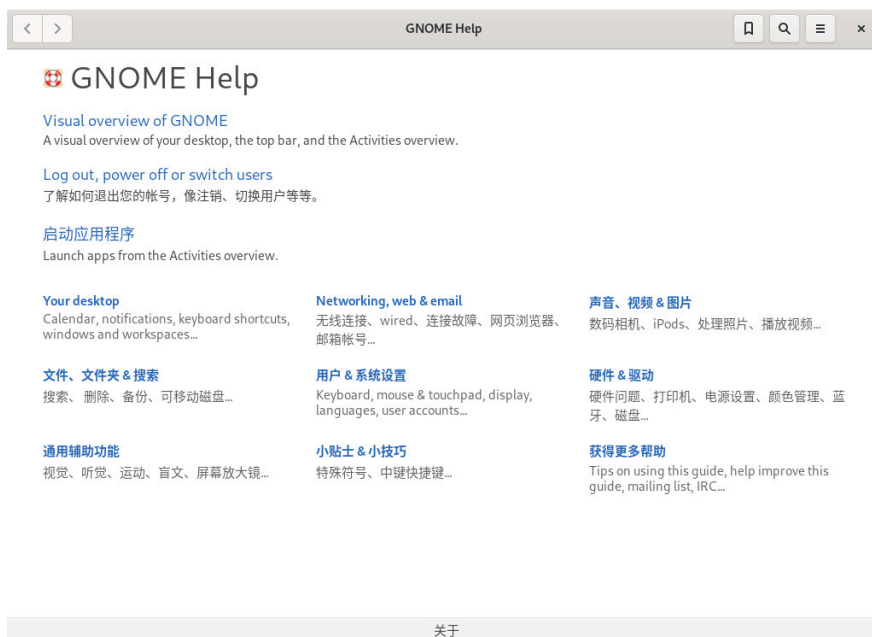 GNOME Help
GNOME Help
Visual overview of GNOME
A visual overview of your desktop, the top bar, and the Activities overview.
Log out, power off or switch users
了解如何退出您的帐号，像注销、切换用户等等。
启动应用程序
Launch apps from the Activities overview.
Your desktop
Calendar, notifications, keyboard shortcuts,
windows and workspaces…
Networking, web & email
无线连接、wired、连接故障、网页浏览器、
邮箱帐号…
声音、视频 & 图片
数码相机、iPods、处理照片、播放视频…
文件、文件夹 & 搜索
搜索、 删除、备份、可移动磁盘…
用户 & 系统设置
Keyboard, mouse & touchpad, display,
languages, user accounts…
硬件 & 驱动
硬件问题、打印机、电源设置、颜色管理、蓝
牙、磁盘…
通用辅助功能
视觉、听觉、运动、盲文、屏幕放大镜…
小贴士 & 小技巧
特殊符号、中键快捷键…
获得更多帮助
Tips on using this guide, help improve this
guide, mailing list, IRC…
关于